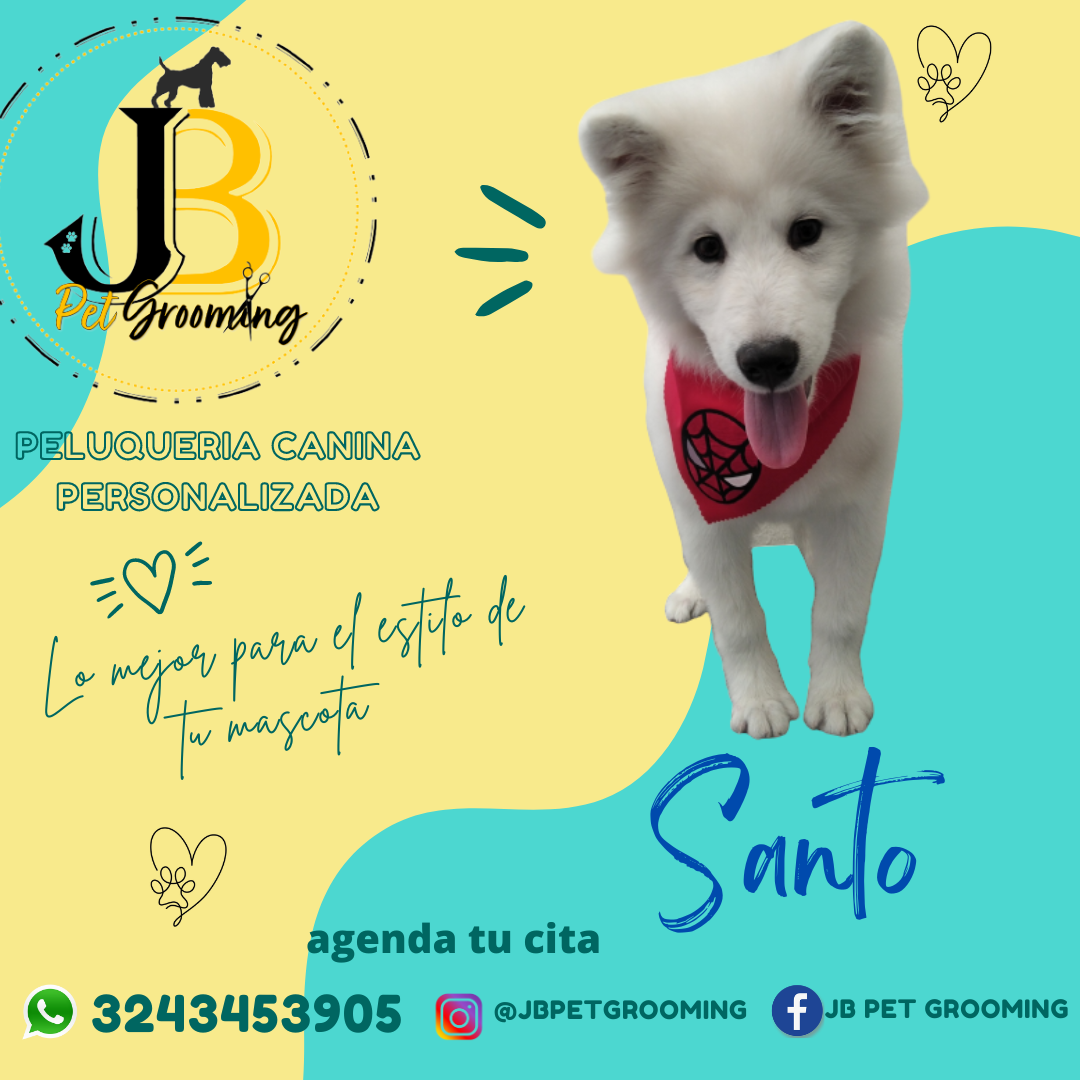 JB
Pet Grooming
PELUQUERIA CANINA
PERSONALIZADA
Lo mejor para el estilo de
tu mascota
Santo
agenda tu cita
3243453905
@JBPETGROOMING
JB PET GROOMING